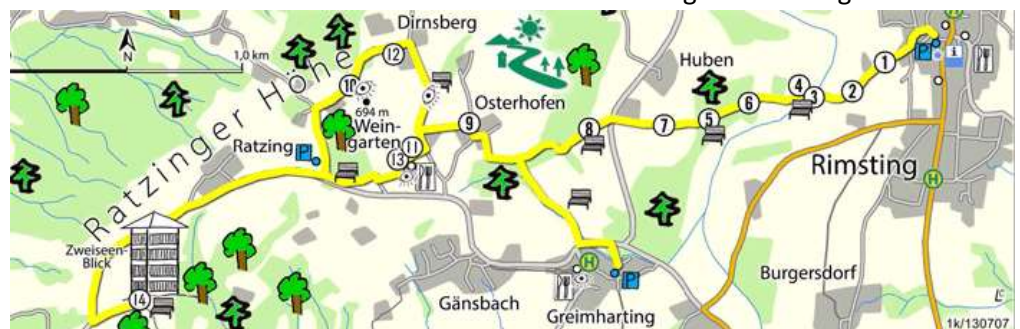 N
1,0 km
Dirnsberg
12
10
694 m
Wein-
garten
Ratzinger Höhe
Ratzing
P
11
13
Osterhofen
9
8
7
Huben
6
5
4
3
2
1
P
i
H
Rimsting
H
Zweiseen-
Blick
14
Gänsbach
H
P
Greimharting
Burgersdorf
1k/130707